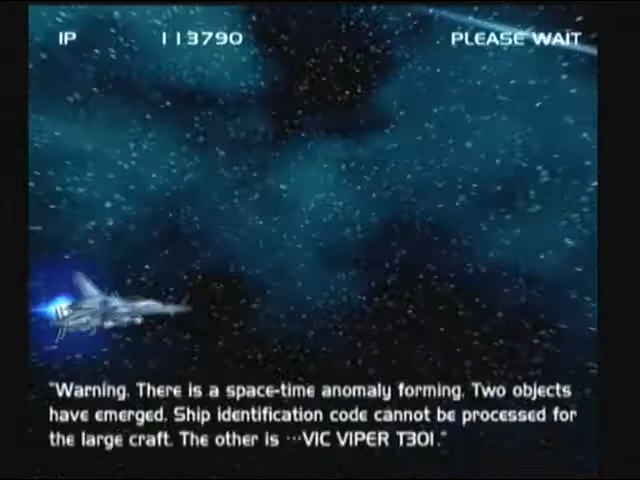 IP 113790 PLEASE WAIT
"Warning. There is a space-time anomaly forming. Two objects
have emerged. Ship identification code cannot be processed for
the large craft. The other is …VIC VIPER T301."